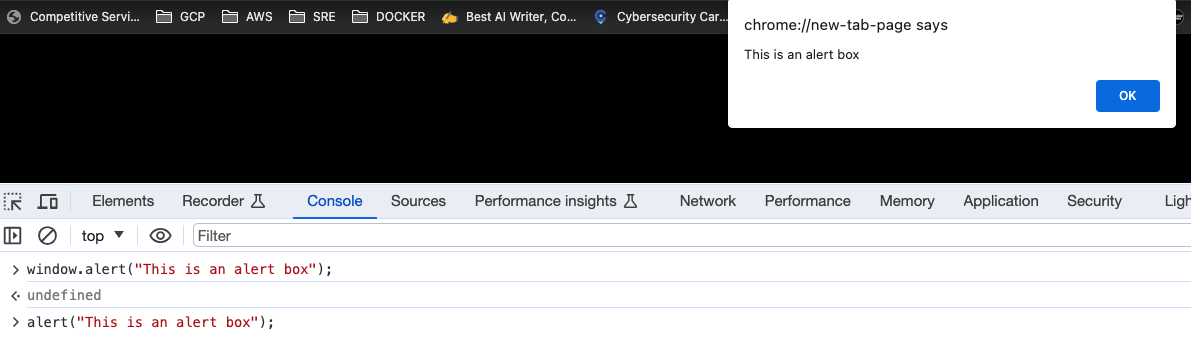 Competitive Servi... GCP AWS SRE DOCKER Best AI Writer, Co... Cybersecurity Car...
chrome://new-tab-page says
This is an alert box
OK
Elements Recorder Console Sources Performance insights Network Performance Memory Application Security Ligh
top Filter
> window.alert("This is an alert box");
undefined
> alert("This is an alert box");